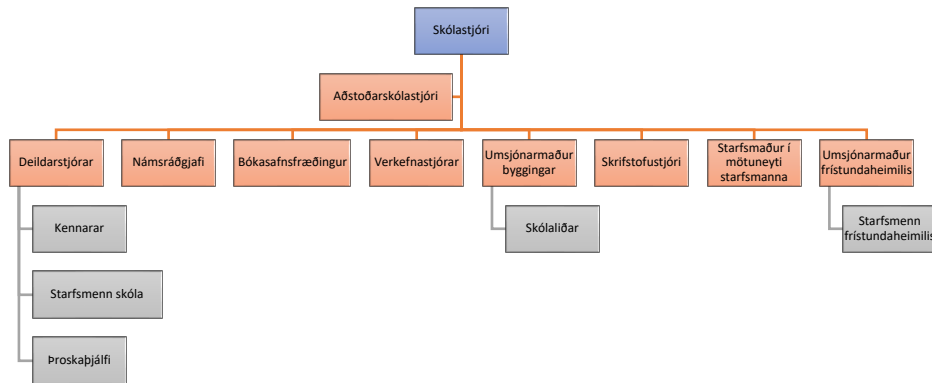 Skólastjóri
Aðstoðarskólastjóri
Deildarstjórar
Námsráðgjafi
Bókasafnsfræðingur
Verkefnastjórar
Umsjónarmaður
byggingar
Skrifstofustjóri
Starfsmaður í
mötuneyti
starfsmanna
Umsjónarmaður
frístundaheimilis
Kennarar
Skólaliðar
Starfsmenn
frístundaheimilis
Starfsmenn skóla
Þroskaþjálfi